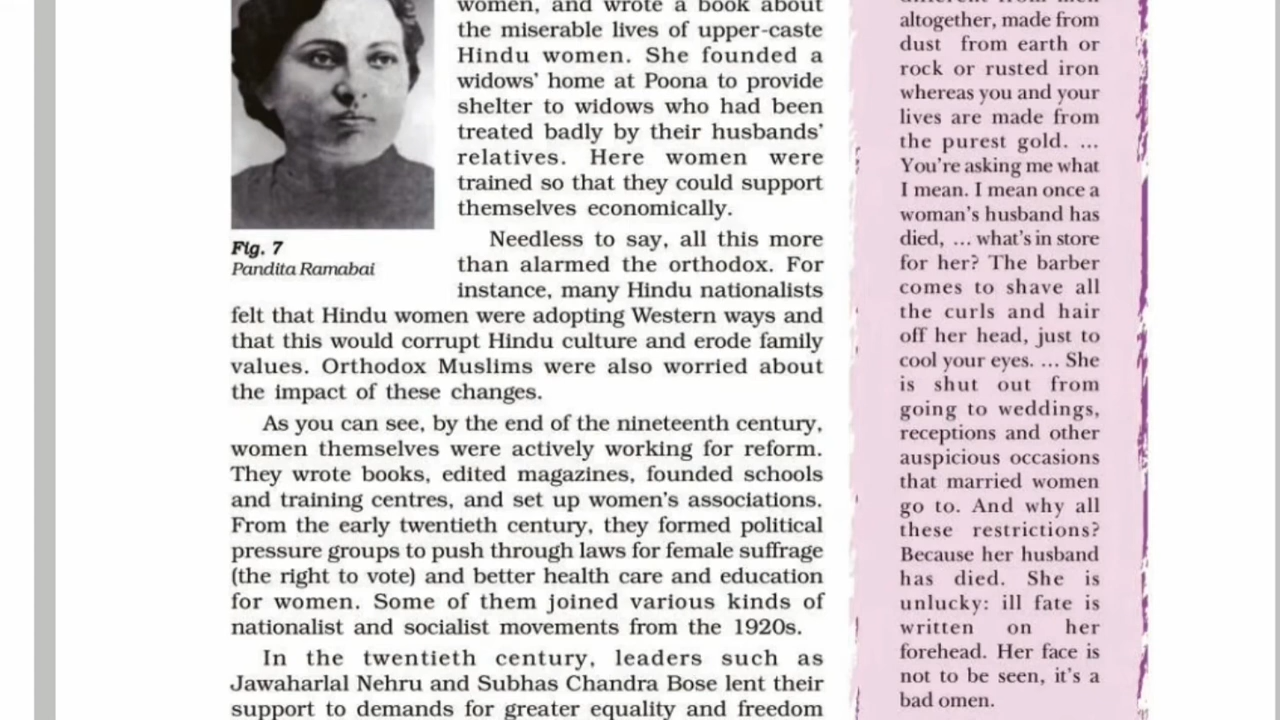 women, and wrote a book about
the miserable lives of upper-caste
Hindu women. She founded a
widows' home at Poona to provide
shelter to widows who had been
treated badly by their husbands'
relatives. Here women were
trained so that they could support
themselves economically.
Fig. 7
Pandita Ramabai
Needless to say, all this more
than alarmed the orthodox. For
instance, many Hindu nationalists
felt that Hindu women were adopting Western ways and
that this would corrupt Hindu culture and erode family
values. Orthodox Muslims were also worried about
the impact of these changes.
As you can see, by the end of the nineteenth century,
women themselves were actively working for reform.
They wrote books, edited magazines, founded schools
and training centres, and set up women's associations.
From the early twentieth century, they formed political
pressure groups to push through laws for female suffrage
(the right to vote) and better health care and education
for women. Some of them joined various kinds of
nationalist and socialist movements from the 1920s.
In the twentieth century, leaders such as
Jawaharlal Nehru and Subhas Chandra Bose lent their
support to demands for greater equality and freedom
different from men
altogether, made from
dust from earth or
rock or rusted iron
whereas you and your
lives are made from
the purest gold. ...
You're asking me what
I mean. I mean once a
woman's husband has
died, ... what's in store
for her? The barber
comes to shave all
the curls and hair
off her head, just to
cool your eyes. ... She
is shut out from
going to weddings,
receptions and other
auspicious occasions
that married women
go to. And why all
these restrictions?
Because her husband
has died. She is
unlucky: ill fate is
written on her
forehead. Her face is
not to be seen, it's a
bad omen.